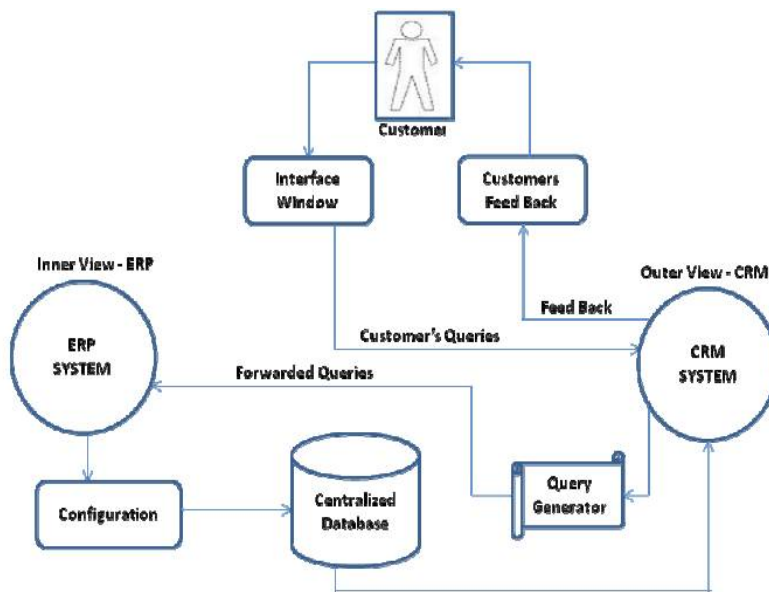 Customer
Interface
Window
Customers
Feed Back
Inner View - ERP
Outer View - CRM
ERP
SYSTEM
Feed Back
Customer's Queries
CRM
SYSTEM
Forwarded Queries
Configuration
Centralized
Database
Query
Generator